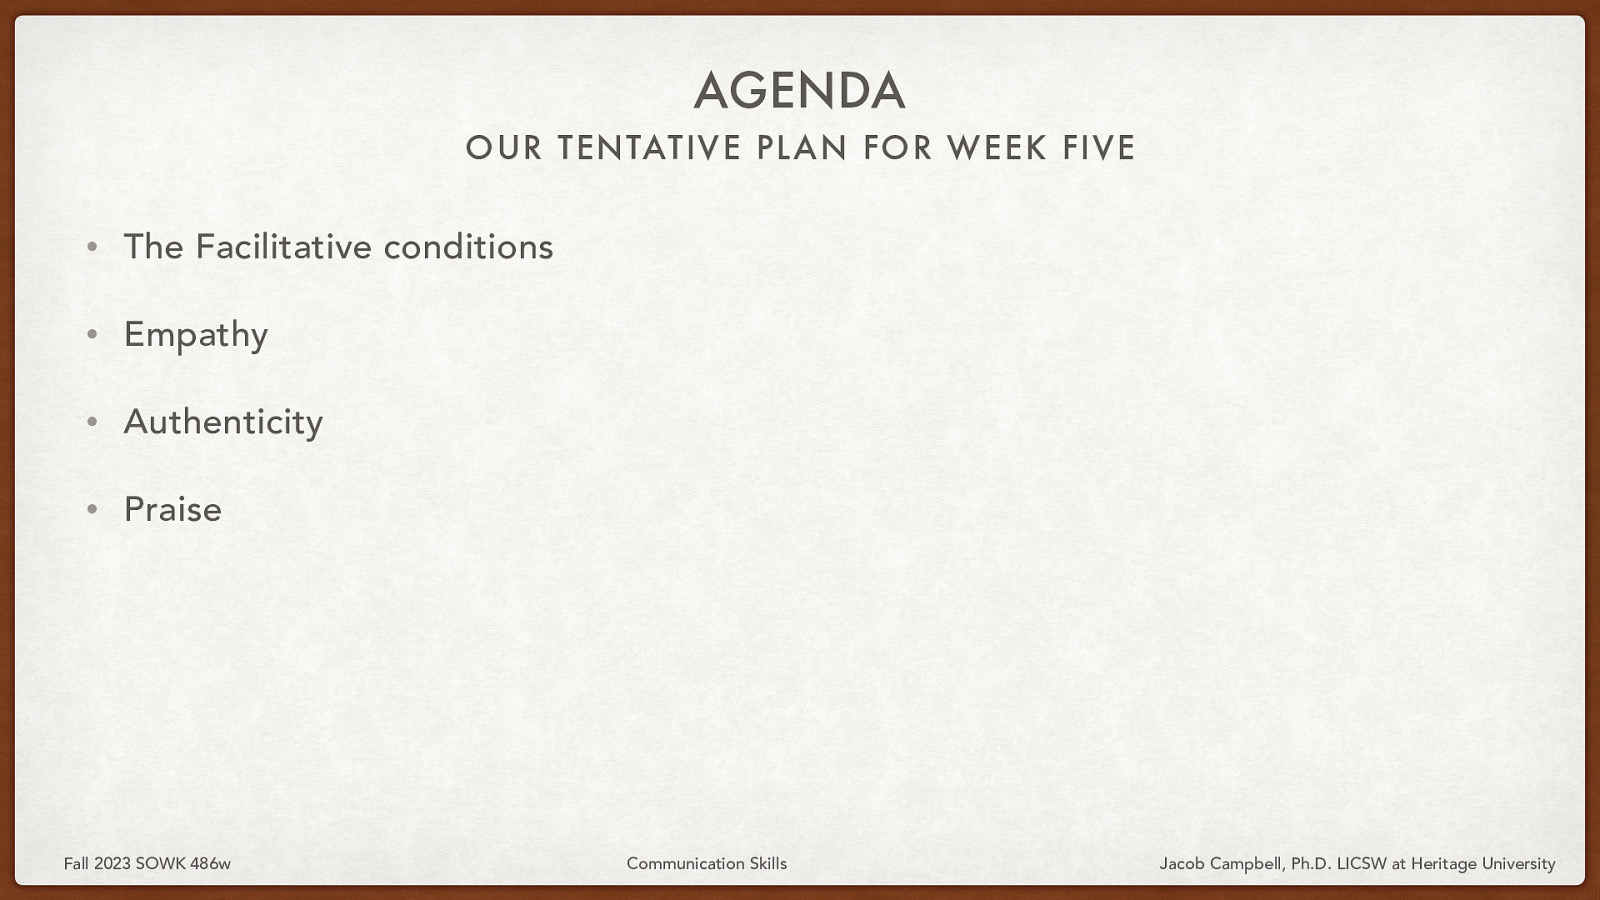 AGENDA
OUR TENTATIVE PLAN FOR WEEK FIVE
• The Facilitative conditions
• Empathy
• Authenticity
• Praise
Fall 2023 SOWK 486w
Communication Skills
Jacob Campbell, Ph.D. LICSW at Heritage University